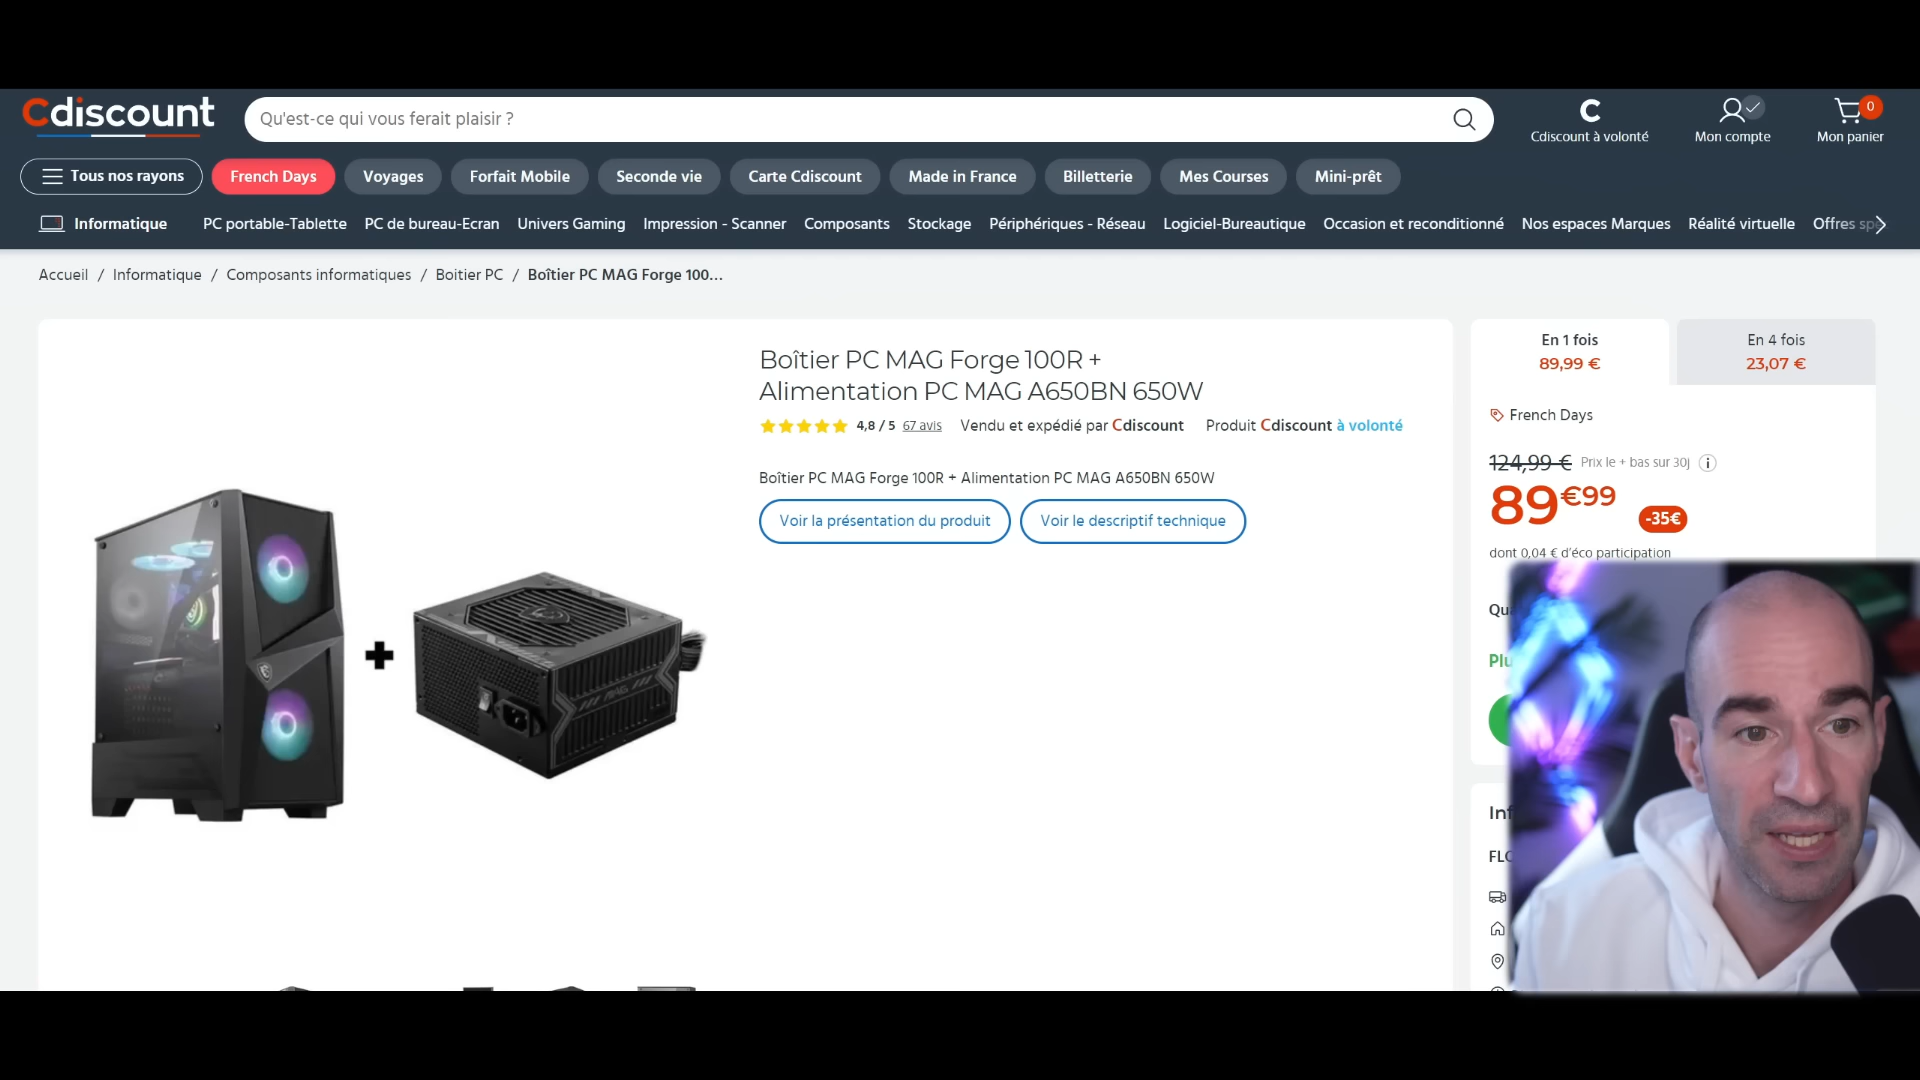 Cdiscount
Qu'est-ce qui vous ferait plaisir ?
C
Cdiscount à volonté
Mon compte
0
Mon panier
Tous nos rayons
French Days
Voyages
Forfait Mobile
Seconde vie
Carte Cdiscount
Made in France
Billetterie
Mes Courses
Mini-prêt
Informatique
PC portable-Tablette
PC de bureau-Ecran
Univers Gaming
Impression - Scanner
Composants
Stockage
Périphériques - Réseau
Logiciel-Bureautique
Occasion et reconditionné
Nos espaces Marques
Réalité virtuelle
Offres
Accueil / Informatique / Composants informatiques / Boitier PC / Boîtier PC MAG Forge 100...
Boîtier PC MAG Forge 100R +
Alimentation PC MAG A650BN 650W
4,8 / 5 67 avis Vendu et expédié par Cdiscount Produit Cdiscount à volonté
Boîtier PC MAG Forge 100R + Alimentation PC MAG A650BN 650W
Voir la présentation du produit
Voir le descriptif technique
MAG
En 1 fois
89,99 €
En 4 fois
23,07 €
French Days
124,99 € Prix le + bas sur 30j
89€99
-35€
dont 0,04 € d'éco participation